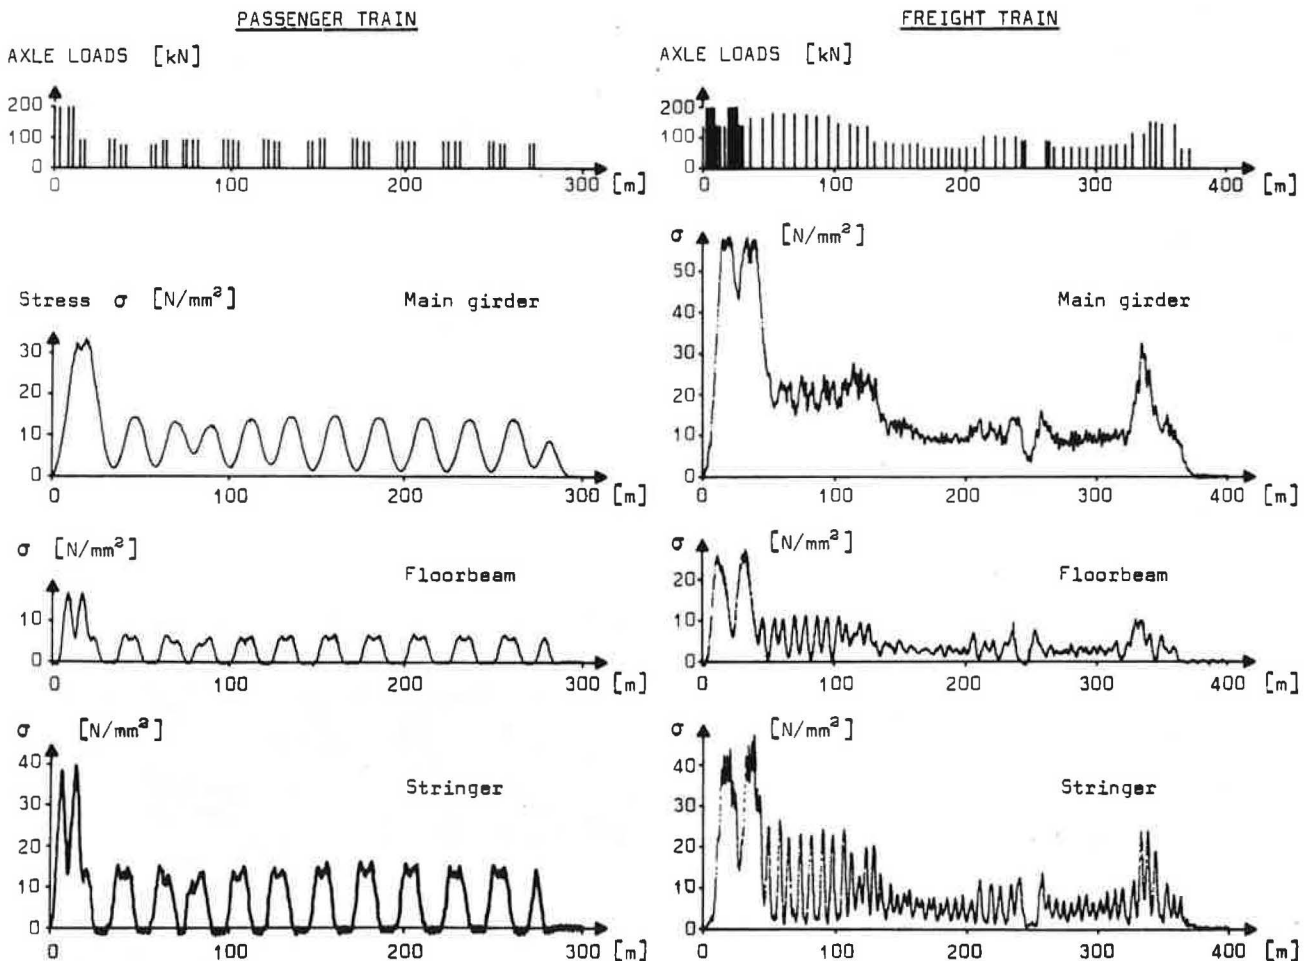 PASSENGER TRAIN
AXLE LOADS [kN]
200
100
0
0 100 200 300 [m]
Stress σ [N/mm²]
Main girder
30
20
10
0
0 100 200 300 [m]
σ [N/mm²]
Floorbeam
10
0
0 100 200 300 [m]
σ [N/mm²]
Stringer
40
30
20
10
0
0 100 200 300 [m]
FREIGHT TRAIN
AXLE LOADS [kN]
200
100
0
0 100 200 300 400 [m]
σ [N/mm²]
Main girder
50
40
30
20
10
0
0 100 200 300 400 [m]
σ [N/mm²]
Floorbeam
20
10
0
0 100 200 300 400 [m]
σ [N/mm²]
Stringer
40
30
20
10
0
0 100 200 300 400 [m]